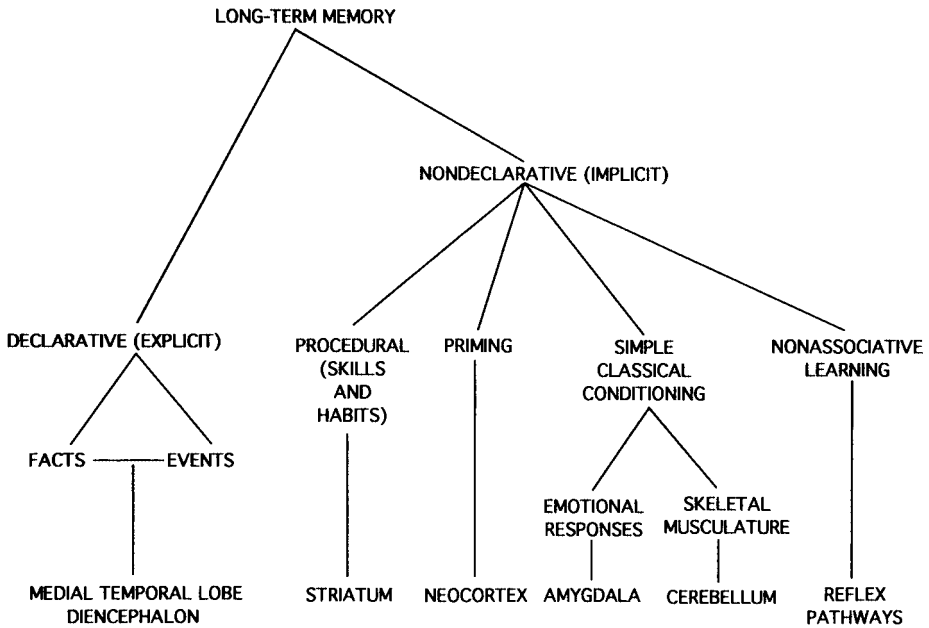 LONG-TERM MEMORY
NONDECLARATIVE (IMPLICIT)
DECLARATIVE (EXPLICIT)
PROCEDURAL
(SKILLS
AND
HABITS)
PRIMING
SIMPLE
CLASSICAL
CONDITIONING
NONASSOCIATIVE
LEARNING
FACTS
EVENTS
EMOTIONAL
RESPONSES
SKELETAL
MUSCULATURE
MEDIAL TEMPORAL LOBE
DIENCEPHALON
STRIATUM
NEOCORTEX
AMYGDALA
CEREBELLUM
REFLEX
PATHWAYS